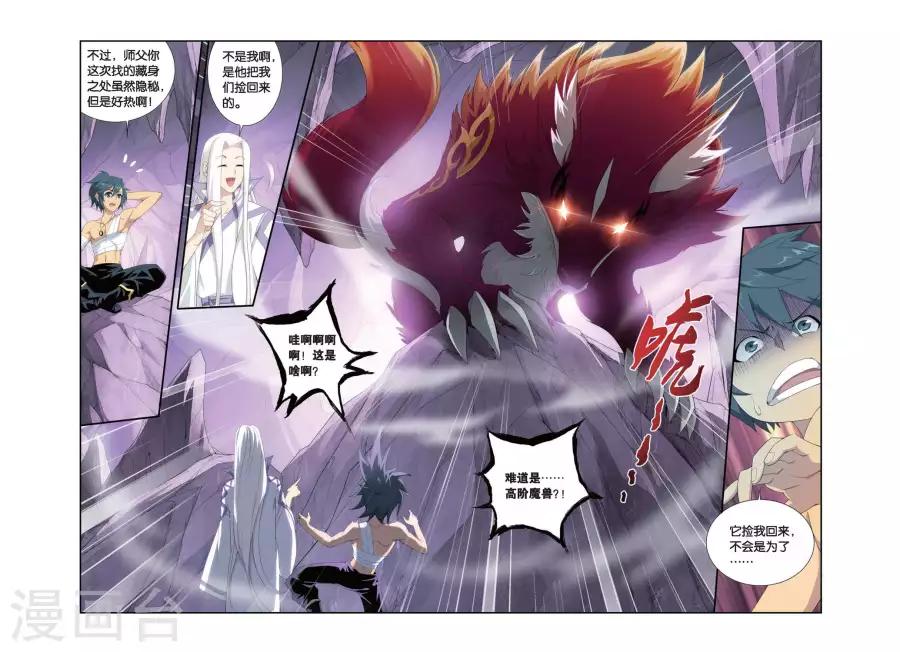 不过，师父你
这次找的藏身
之处虽然隐秘，
但是好热啊！
不是我啊，
是他把我
们捡回来
的。
哇啊啊啊
啊！这是
啥啊？
唬
难道是……
高阶魔兽？！
它捡我回来，
不会是为了
……
漫画台